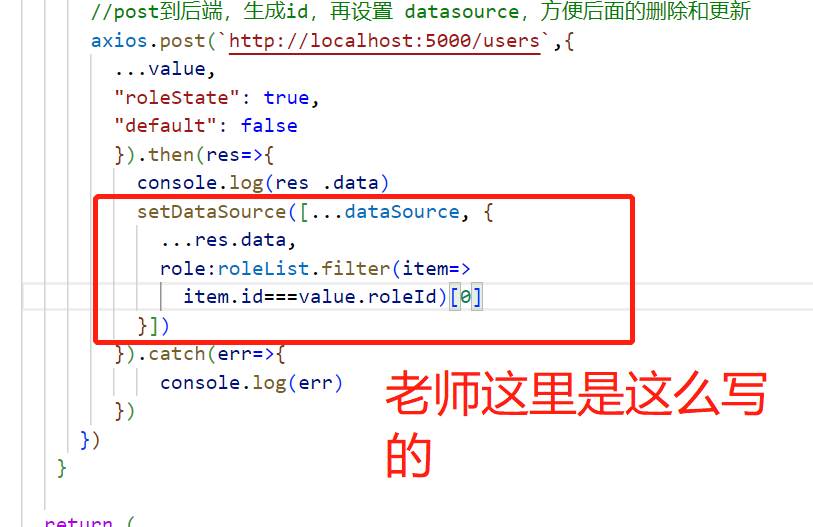 //post到后端，生成id，再设置 datasource，方便后面的删除和更新
axios.post(`http://localhost:5000/users`,{
...value,
"roleState": true,
"default": false
}).then(res=>{
console.log(res .data)
setDataSource([...dataSource, {
...res.data,
role:roleList.filter(item=>
item.id===value.roleId)[0]
}])
}).catch(err=>{
console.log(err)
})
})
}
老师这里是这么写
的
return (